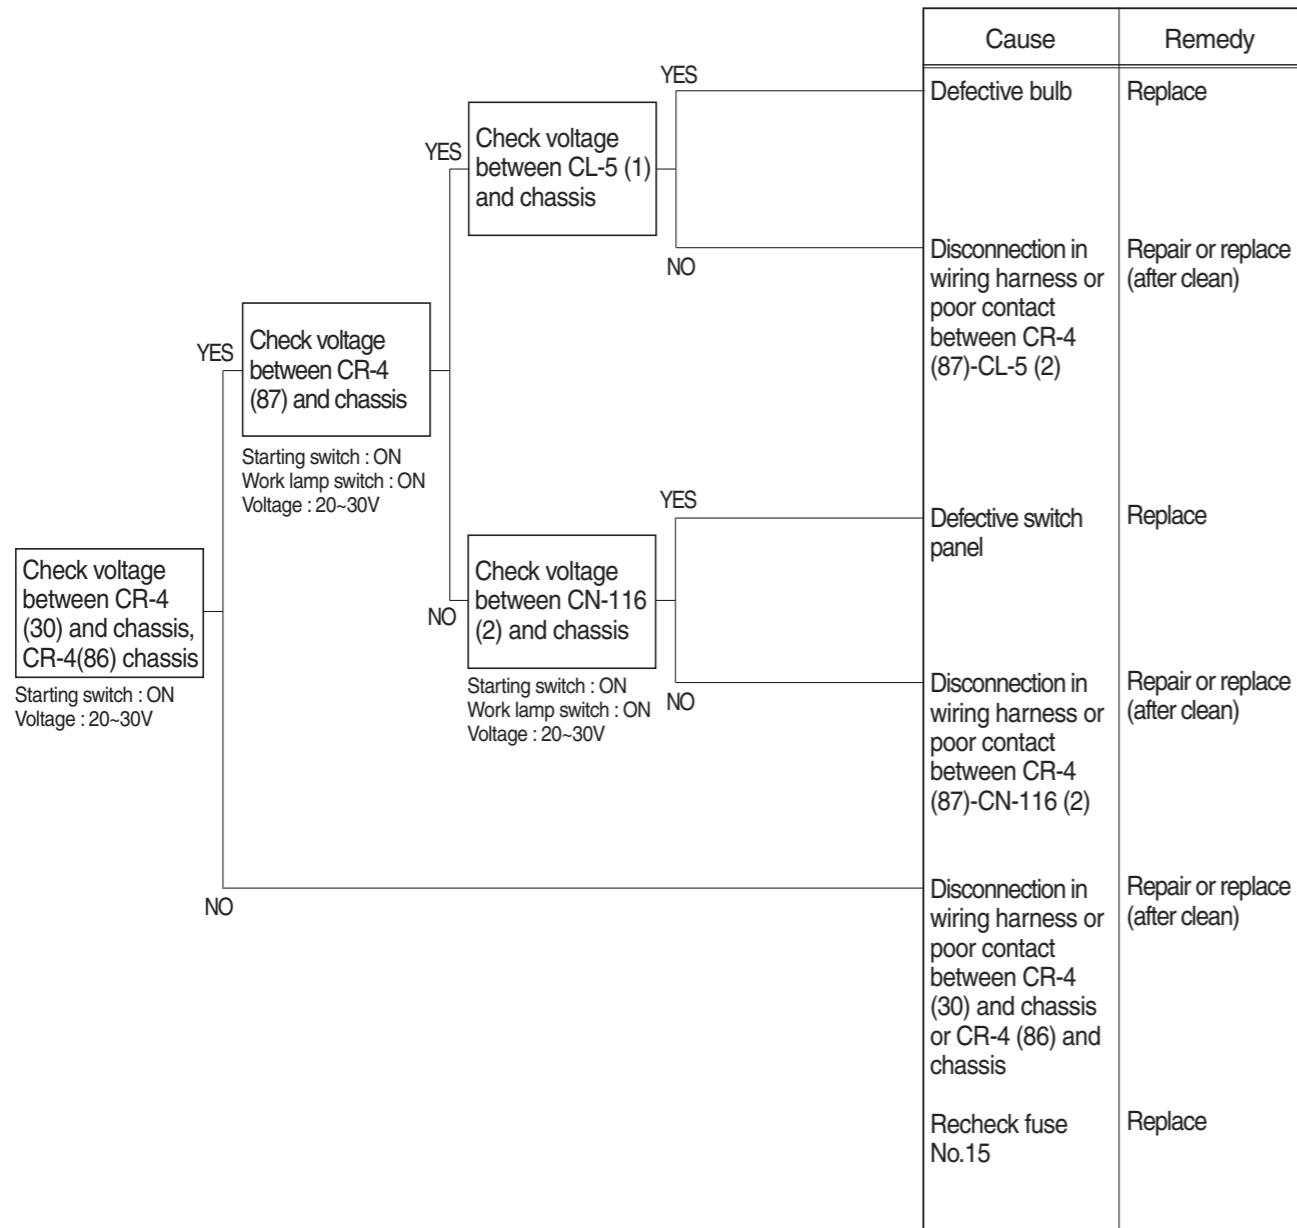 Cause
Remedy
YES
Defective bulb
Replace
YES
Check voltage
between CL-5 (1)
and chassis
NO
Disconnection in
wiring harness or
poor contact
between CR-4
(87)-CL-5 (2)
Repair or replace
(after clean)
YES
Check voltage
between CR-4
(87) and chassis
Starting switch : ON
Work lamp switch : ON
Voltage : 20~30V
YES
Defective switch
panel
Replace
Check voltage
between CR-4
(30) and chassis,
CR-4(86) chassis
Starting switch : ON
Voltage : 20~30V
NO
Check voltage
between CN-116
(2) and chassis
Starting switch : ON
Work lamp switch : ON
Voltage : 20~30V
NO
Disconnection in
wiring harness or
poor contact
between CR-4
(87)-CN-116 (2)
Repair or replace
(after clean)
NO
Disconnection in
wiring harness or
poor contact
between CR-4
(30) and chassis
or CR-4 (86) and
chassis
Repair or replace
(after clean)
Recheck fuse
No.15
Replace